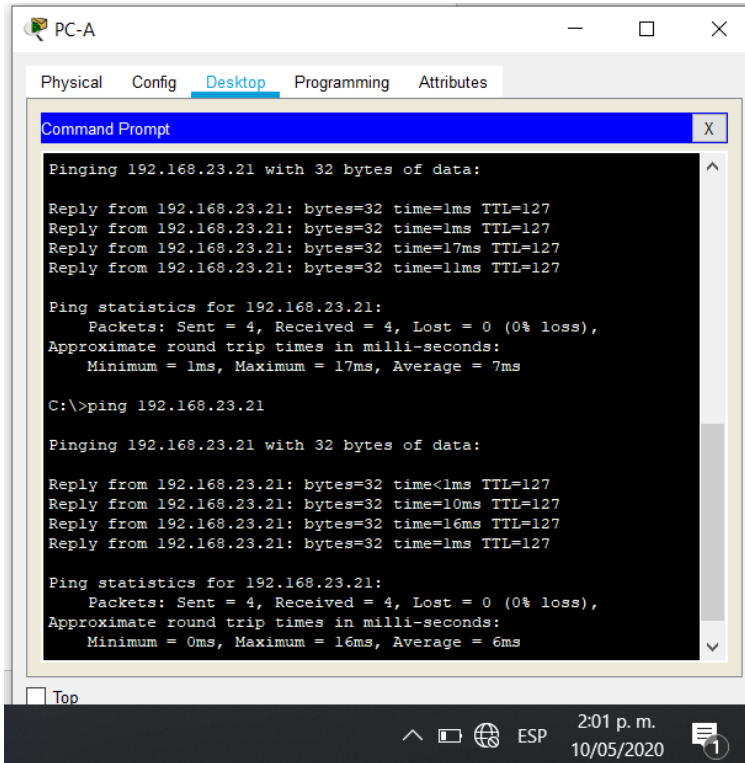 PC-A
Physical Config Desktop Programming Attributes
Command Prompt
X
Pinging 192.168.23.21 with 32 bytes of data:
Reply from 192.168.23.21: bytes=32 time=1ms TTL=127
Reply from 192.168.23.21: bytes=32 time=1ms TTL=127
Reply from 192.168.23.21: bytes=32 time=17ms TTL=127
Reply from 192.168.23.21: bytes=32 time=11ms TTL=127
Ping statistics for 192.168.23.21:
Packets: Sent = 4, Received = 4, Lost = 0 (0% loss),
Approximate round trip times in milli-seconds:
Minimum = 1ms, Maximum = 17ms, Average = 7ms
C:\>ping 192.168.23.21
Pinging 192.168.23.21 with 32 bytes of data:
Reply from 192.168.23.21: bytes=32 time<1ms TTL=127
Reply from 192.168.23.21: bytes=32 time=10ms TTL=127
Reply from 192.168.23.21: bytes=32 time=16ms TTL=127
Reply from 192.168.23.21: bytes=32 time=1ms TTL=127
Ping statistics for 192.168.23.21:
Packets: Sent = 4, Received = 4, Lost = 0 (0% loss),
Approximate round trip times in milli-seconds:
Minimum = 0ms, Maximum = 16ms, Average = 6ms
Top
ESP
2:01 p. m.
10/05/2020
1